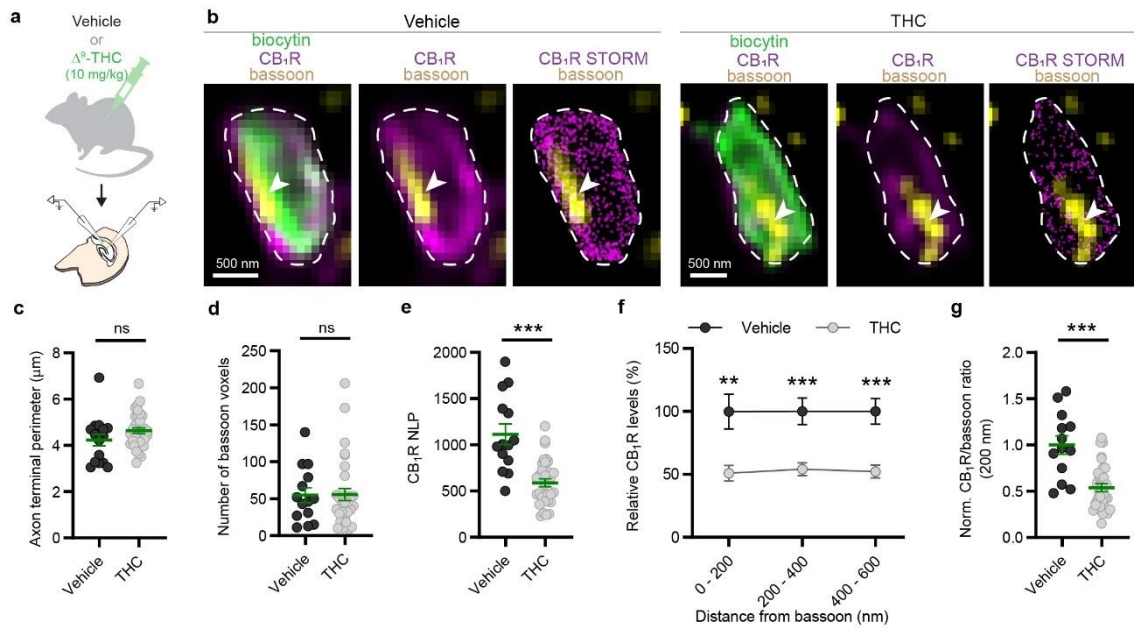 a
Vehicle
or
Δ⁹-THC
(10 mg/kg)
b
Vehicle
biocytin
CB₁R
bassoon
CB₁R
bassoon
CB₁R STORM
bassoon
500 nm
THC
biocytin
CB₁R
bassoon
CB₁R
bassoon
CB₁R STORM
bassoon
500 nm
c
ns
Axon terminal perimeter (μm)
8
6
4
2
0
Vehicle
THC
d
ns
Number of bassoon voxels
250
200
150
100
50
0
Vehicle
THC
e
***
CB₁R NLP
2000
1500
1000
500
0
Vehicle
THC
f
Vehicle
THC
Relative CB₁R levels (%)
150
100
50
0
**
***
***
0 - 200
200 - 400
400 - 600
Distance from bassoon (nm)
g
***
Norm. CB₁R/bassoon ratio
(200 nm)
2.0
1.5
1.0
0.5
0.0
Vehicle
THC